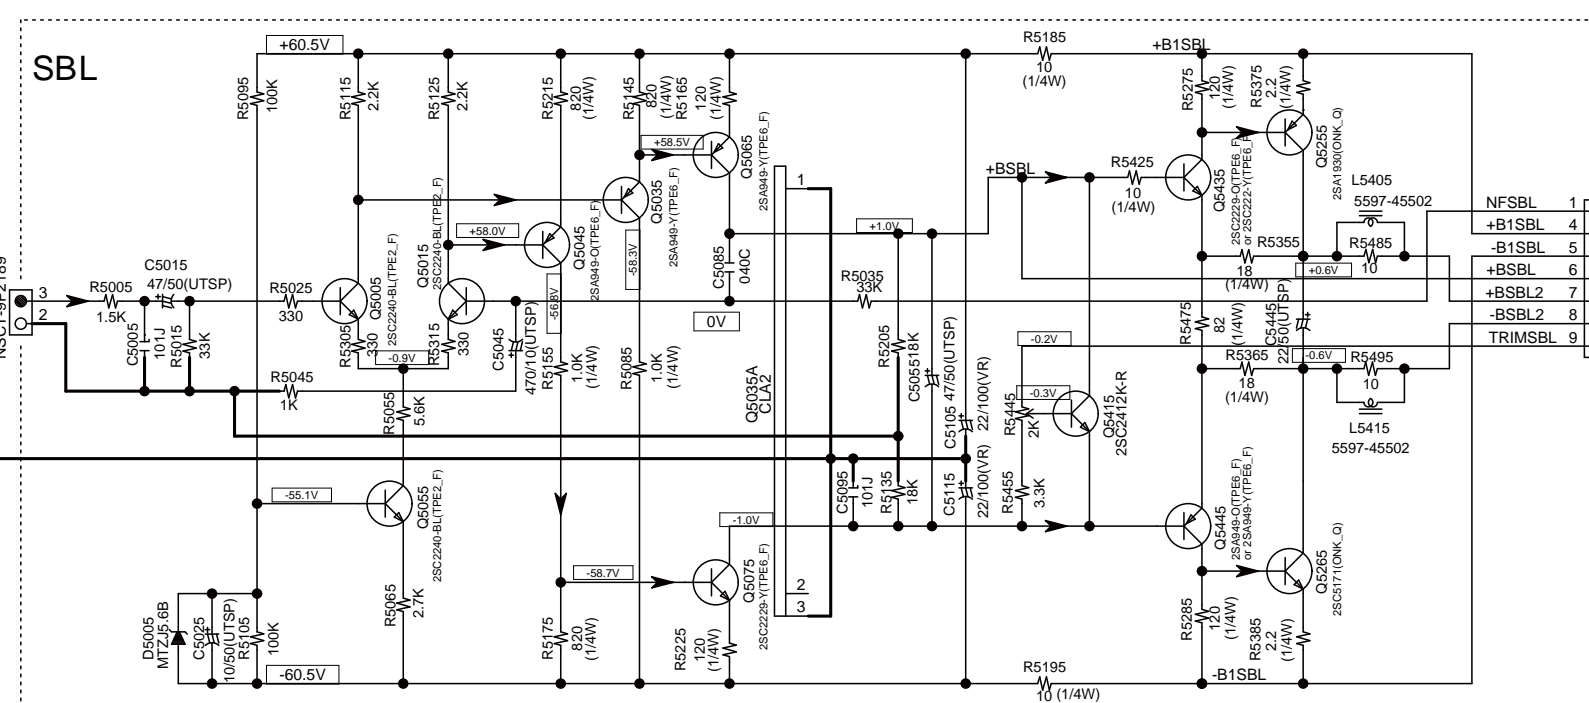 SBL
+60.5V
R5095
100K
R5115
2.2K
R5125
2.2K
R5215
820
(1/4W)
R5145
820
(1/4W)
R5165
120
(1/4W)
R5185
10
(1/4W)
+B1SBL
R5275
120
(1/4W)
R5375
2.2
(1/4W)
+58.5V
Q5065
2SA949-Y(TPE6_F)
Q5255
2SA1930(ONK_Q)
Q5035
2SA949-Y(TPE6_F)
1
+BSBL
R5425
10
(1/4W)
Q5435
2SC2229-O(TPE6_F)
or 2SC222-Y(TPE6_F)
L5405
5597-45502
+58.0V
Q5045
2SA949-O(TPE6_F)
Q5015
2SC2240-BL(TPE2_F)
-58.3V
+1.0V
R5355
18
(1/4W)
R5485
10
+0.6V
NFSBL 1
+B1SBL 4
-B1SBL 5
+BSBL 6
+BSBL2 7
-BSBL2 8
TRIMSBL 9
NSCT-9P2189
3
2
R5005
1.5K
C5015
47/50(UTSP)
C5005
101J
R5015
33K
R5025
330
Q5005
2SC2240-BL(TPE2_F)
R5305
330
R5315
330
-0.9V
C5045
470/10(UTSP)
-56.8V
R5155
1.0K
(1/4W)
R5085
1.0K
(1/4W)
C5085
040C
0V
R5035
33K
R5205
18K
C5055
47/50(UTSP)
R5475
82
(1/4W)
C5445
22/50(UTSP)
-0.2V
-0.6V
R5365
18
(1/4W)
R5495
10
R5045
1K
R5055
5.6K
Q5035A
CLA2
-0.3V
R5445
2K
Q5415
2SC2412K-R
L5415
5597-45502
C5105
22/100(VR)
C5115
22/100(VR)
C5095
101J
R5135
18K
R5455
3.3K
-55.1V
Q5055
2SC2240-BL(TPE2_F)
-1.0V
Q5445
2SA949-O(TPE6_F)
or 2SA949-Y(TPE6_F)
-58.7V
Q5075
2SC2229-Y(TPE6_F)
2
3
Q5265
2SC5171(ONK_Q)
D5005
MTZJ5.6B
C5025
10/50(UTSP)
R5105
100K
R5065
2.7K
R5175
820
(1/4W)
R5225
120
(1/4W)
R5285
120
(1/4W)
R5385
2.2
(1/4W)
-60.5V
R5195
10 (1/4W)
-B1SBL